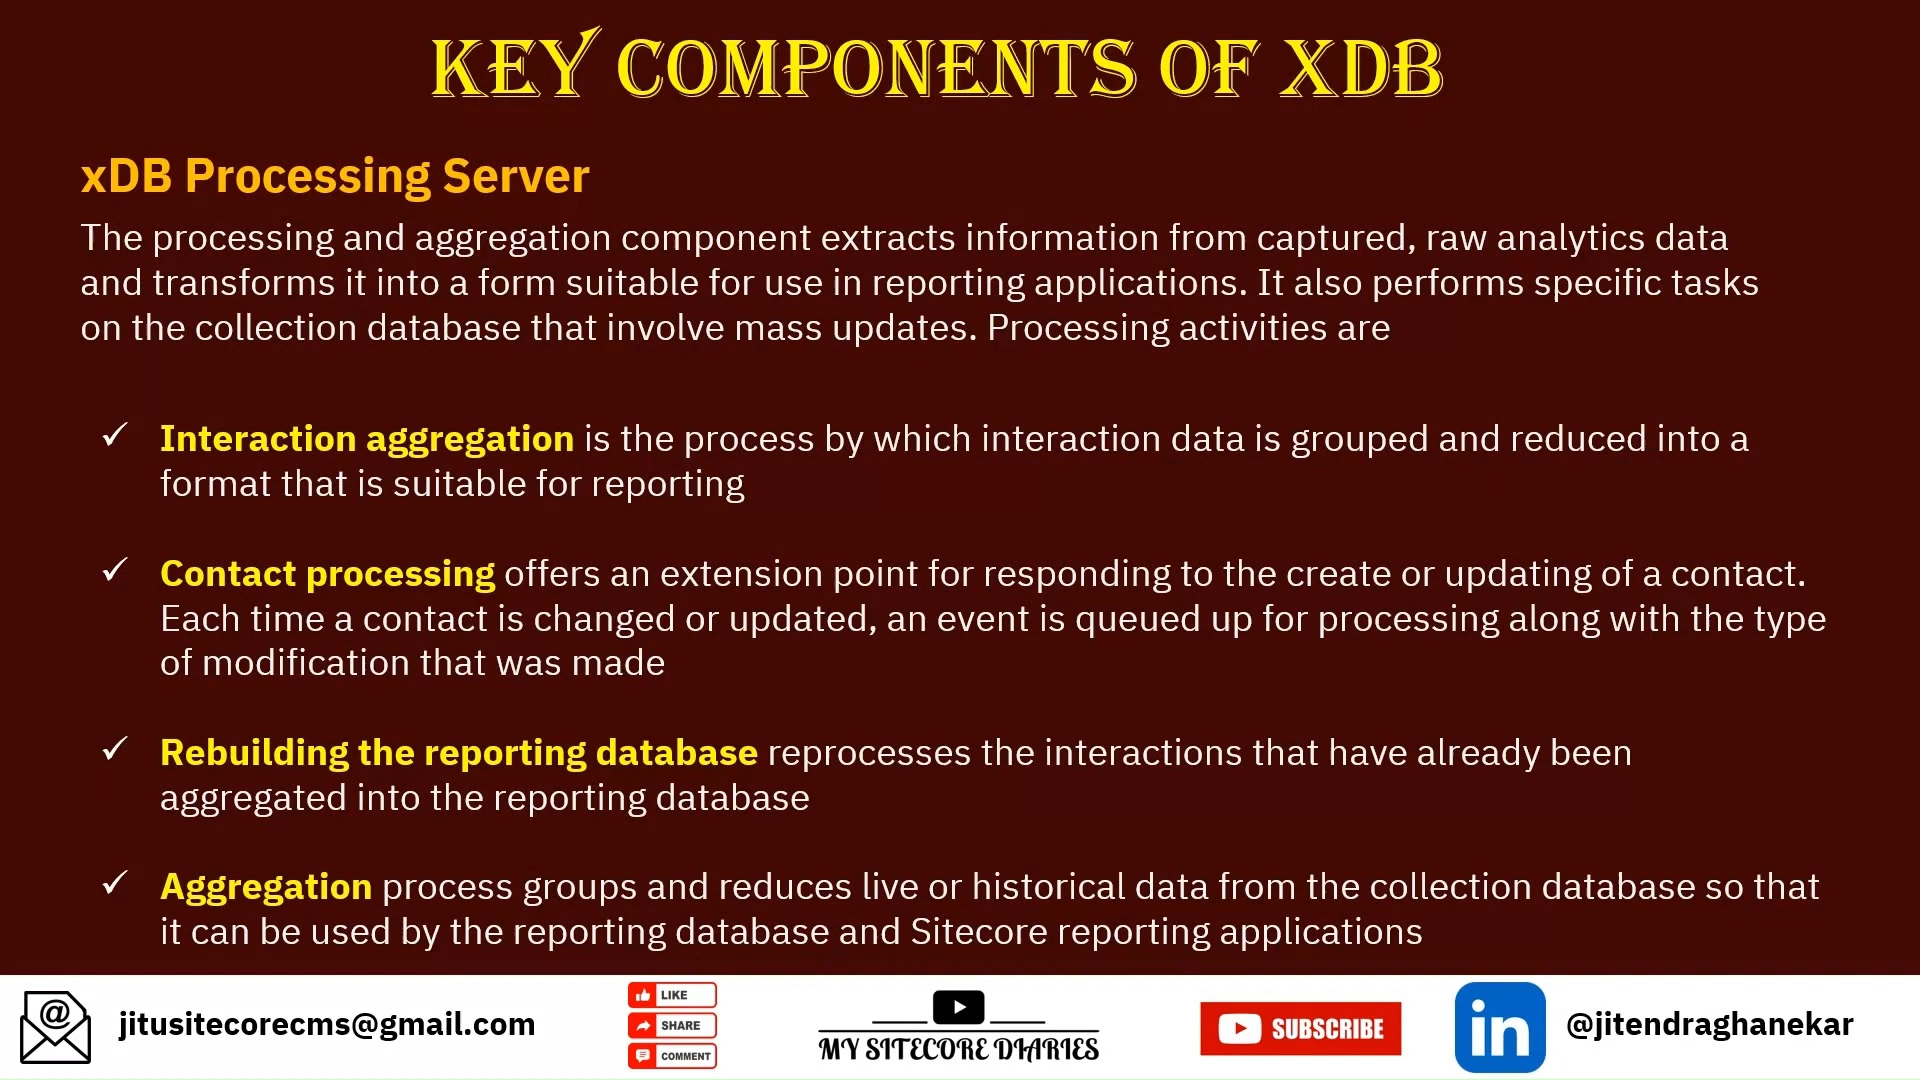 KEY COMPONENTS OF XDB
xDB Processing Server
The processing and aggregation component extracts information from captured, raw analytics data
and transforms it into a form suitable for use in reporting applications. It also performs specific tasks
on the collection database that involve mass updates. Processing activities are
✓ Interaction aggregation is the process by which interaction data is grouped and reduced into a
format that is suitable for reporting
✓ Contact processing offers an extension point for responding to the create or updating of a contact.
Each time a contact is changed or updated, an event is queued up for processing along with the type
of modification that was made
✓ Rebuilding the reporting database reprocesses the interactions that have already been
aggregated into the reporting database
✓ Aggregation process groups and reduces live or historical data from the collection database so that
it can be used by the reporting database and Sitecore reporting applications
@
jitusitecorecms@gmail.com
LIKE
SHARE
COMMENT
MY SITECORE DIARIES
SUBSCRIBE
in
@jitendraghanekar